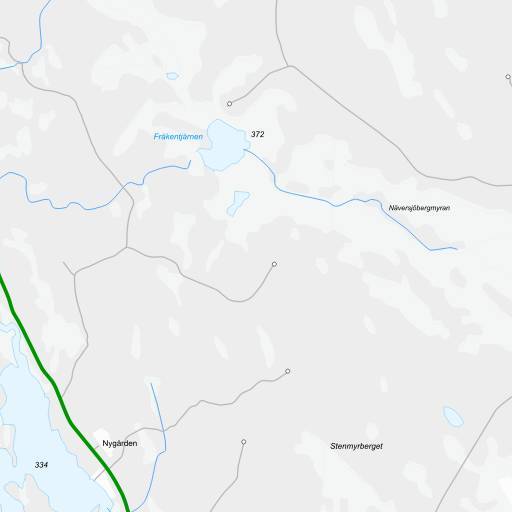 Fräkentjärnen
372
Näversjöbergmyran
Nygården
Stenmyrberget
334